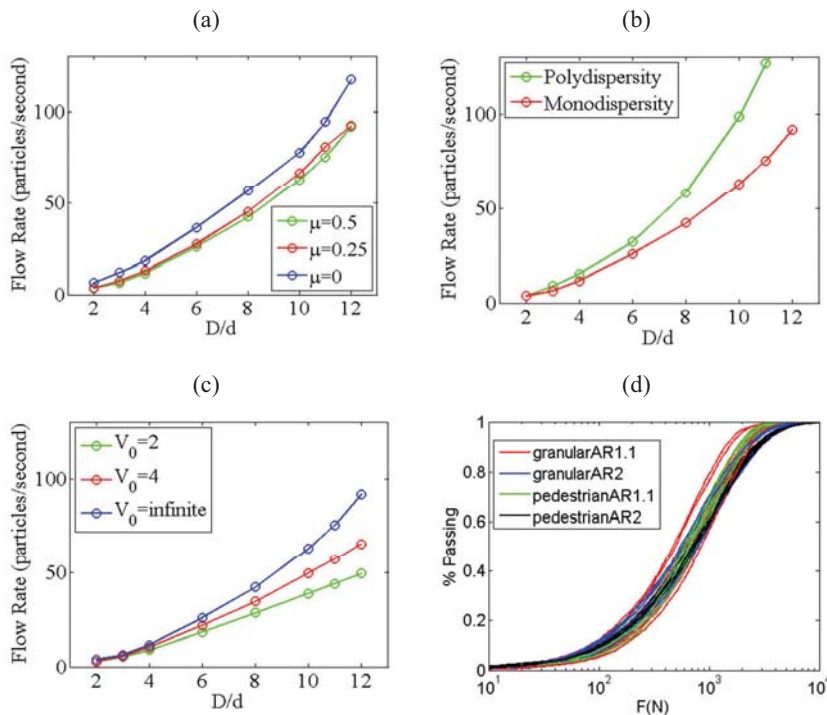 (a)
Flow Rate (particles/second)
100
50
0
2 4 6 8 10 12
D/d
μ=0.5
μ=0.25
μ=0
(b)
Flow Rate (particles/second)
100
50
0
2 4 6 8 10 12
D/d
Polydispersity
Monodispersity
(c)
Flow Rate (particles/second)
100
50
0
2 4 6 8 10 12
D/d
V₀=2
V₀=4
V₀=infinite
(d)
% Passing
1
0.8
0.6
0.4
0.2
0
10¹ 10² 10³ 10⁴
F(N)
granularAR1.1
granularAR2
pedestrianAR1.1
pedestrianAR2